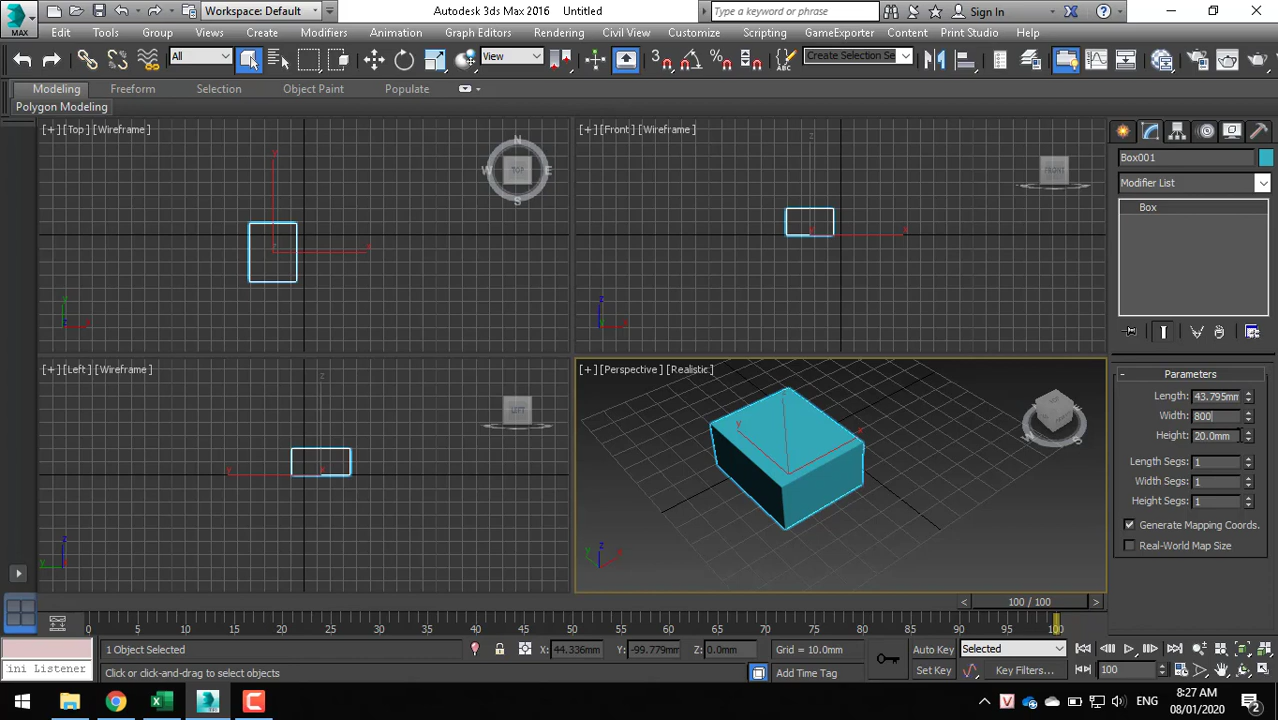 Workspace: Default
Autodesk 3ds Max 2016 Untitled
Type a keyword or phrase
Sign In
MAX
Edit Tools Group Views Create Modifiers Animation Graph Editors Rendering Civil View Customize Scripting GameExporter Content Print Studio Help
All
View
Create Selection Se
Modeling Freeform Selection Object Paint Populate
Polygon Modeling
[+] [Top] [Wireframe]
[+] [Front] [Wireframe]
N
W TOP E
S
FRONT
Box001
Modifier List
Box
[+] [Left] [Wireframe]
[+] [Perspective] [Realistic]
LEFT
Parameters
Length: 43.795mm
Width: 800
Height: 20.0mm
Length Segs: 1
Width Segs: 1
Height Segs: 1
Generate Mapping Coords.
Real-World Map Size
100 / 100
0 5 10 15 20 25 30 35 40 45 50 55 60 65 70 75 80 85 90 95 100
1 Object Selected
X: 44.336mm Y: -99.779mm Z: 0.0mm
Grid = 10.0mm
Auto Key
Selected
ini Listener
Click or click-and-drag to select objects
Add Time Tag
Set Key
Key Filters...
100
ENG
8:27 AM
08/01/2020
2